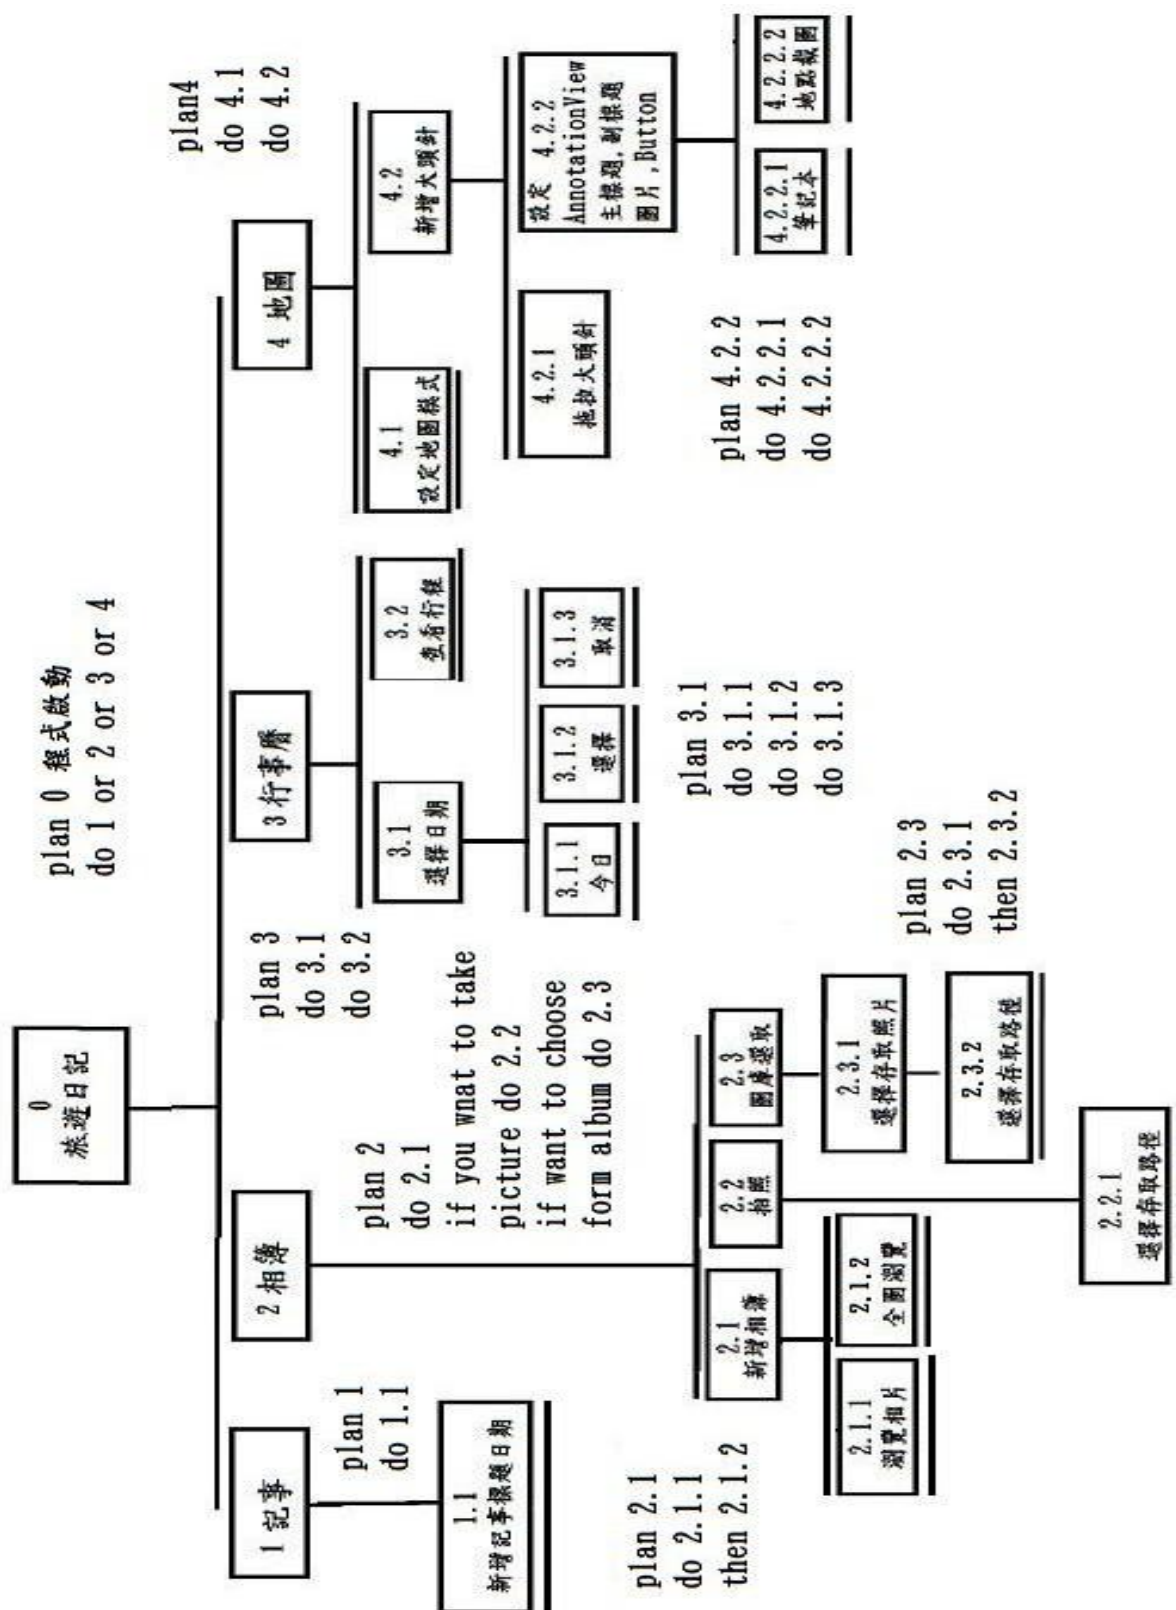 0
旅遊日記
plan 0 程式啟動
do 1 or 2 or 3 or 4
1 記事
2 相簿
3 行事曆
4 地圖
plan 1
do 1.1
1.1
新增記事標題日期
plan 2
do 2.1
if you wnat to take
picture do 2.2
if want to choose
form album do 2.3
2.1
新增相簿
2.2
拍照
2.3
圖庫選取
plan 2.1
do 2.1.1
then 2.1.2
2.1.1
瀏覽相片
2.1.2
全圖瀏覽
2.2.1
選擇存取路徑
2.3.1
選擇存取照片
2.3.2
選擇存取路徑
plan 2.3
do 2.3.1
then 2.3.2
plan 3
do 3.1
do 3.2
3.1
選擇日期
3.2
查看行程
3.1.1
今日
3.1.2
選擇
3.1.3
取消
plan 3.1
do 3.1.1
do 3.1.2
do 3.1.3
plan4
do 4.1
do 4.2
4.1
設定地圖模式
4.2
新增大頭針
4.2.1
拖拉大頭針
設定 4.2.2
AnnotationView
主標題,副標題
圖片,Button
plan 4.2.2
do 4.2.2.1
do 4.2.2.2
4.2.2.1
筆記本
4.2.2.2
地點截圖